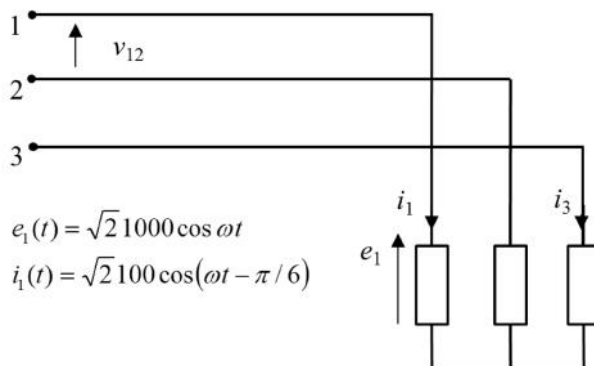 1
v₁₂
2
3
i₁
i₃
e₁(t) = √2 1000 cos ωt
e₁
i₁(t) = √2 100 cos(ωt − π / 6)